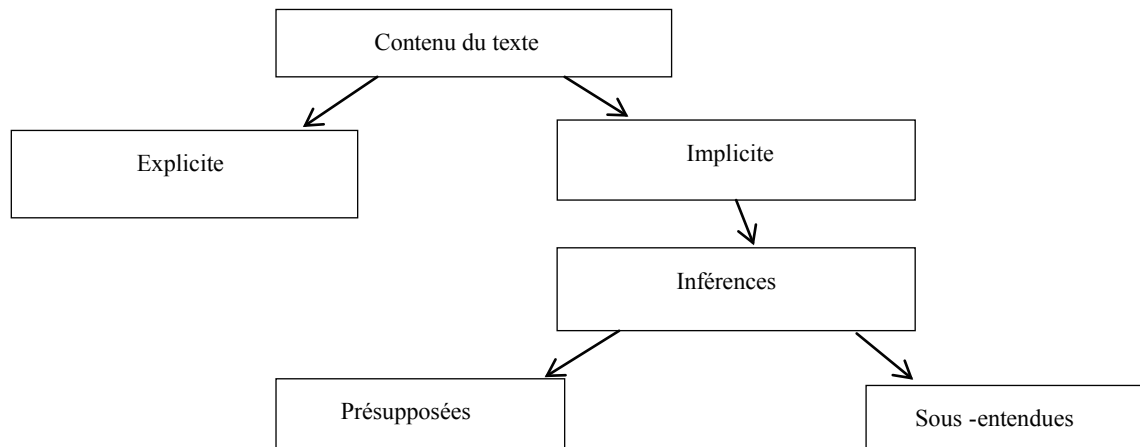 Contenu du texte
Explicite
Implicite
Inférences
Présupposées
Sous -entendues